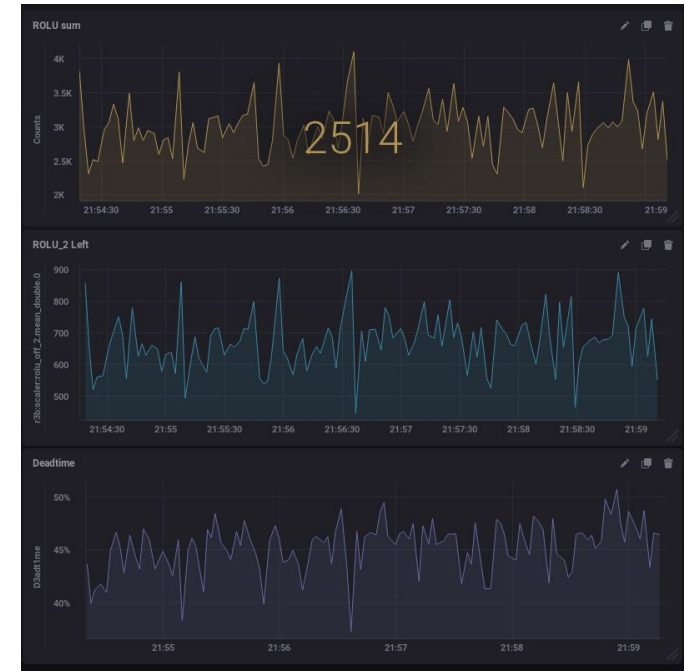 ROLU sum
4K
3.5K
3K
2.5K
2K
Counts
2514
21:54:30 21:55 21:55:30 21:56 21:56:30 21:57 21:57:30 21:58 21:58:30 21:59
ROLU_2 Left
900
800
700
600
500
r3b:scaler:rolu_off_2.mean_double.0
21:54:30 21:55 21:55:30 21:56 21:56:30 21:57 21:57:30 21:58 21:58:30 21:59
Deadtime
50%
45%
40%
D3adt1me
21:55 21:56 21:57 21:58 21:59